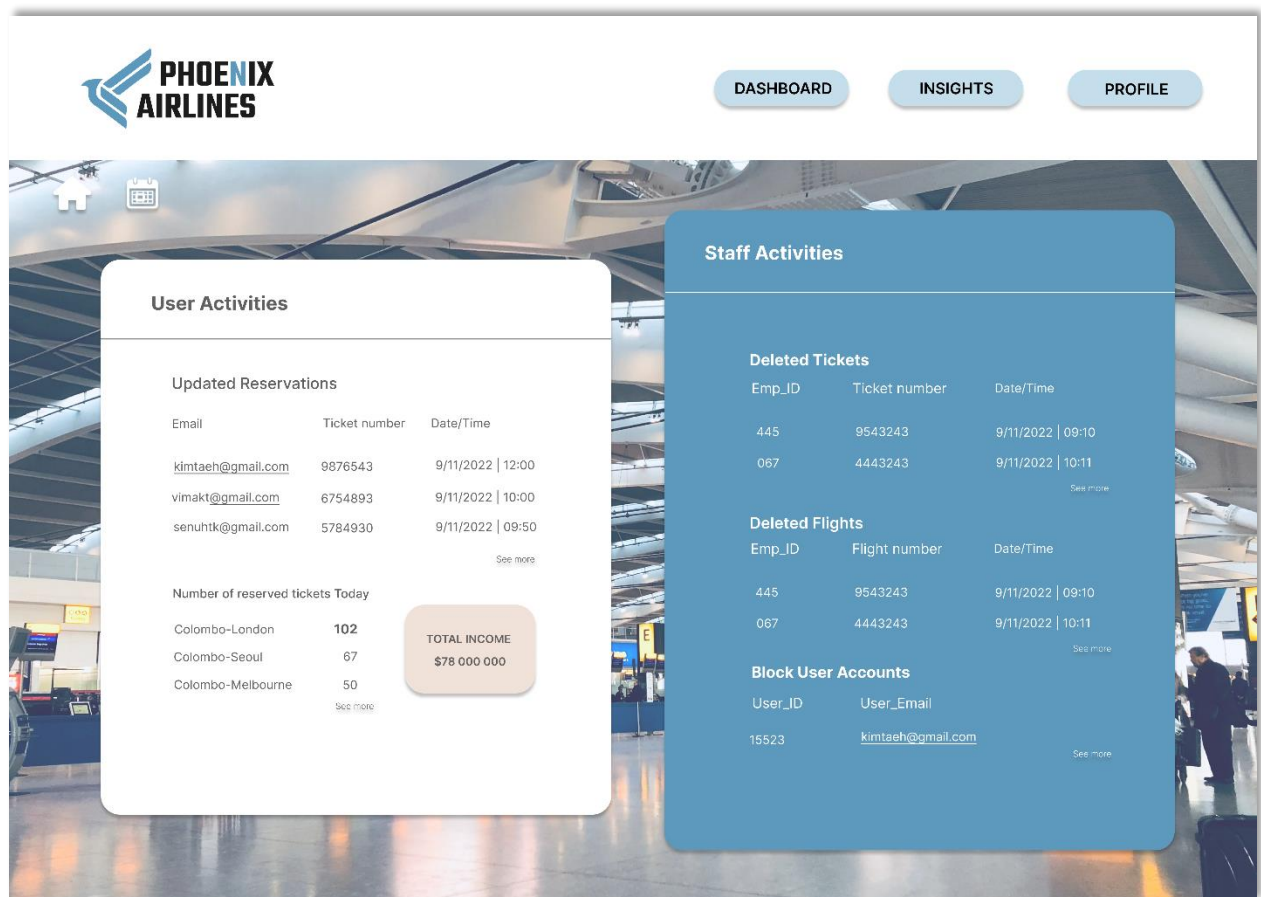 PHOENIX
AIRLINES
DASHBOARD
INSIGHTS
PROFILE
User Activities
Updated Reservations
Email Ticket number Date/Time
kimtaeh@gmail.com 9876543 9/11/2022 | 12:00
vimakt@gmail.com 6754893 9/11/2022 | 10:00
senuhtk@gmail.com 5784930 9/11/2022 | 09:50
See more
Number of reserved tickets Today
Colombo-London 102
Colombo-Seoul 67
Colombo-Melbourne 50
See more
TOTAL INCOME
$78 000 000
Staff Activities
Deleted Tickets
Emp_ID Ticket number Date/Time
445 9543243 9/11/2022 | 09:10
067 4443243 9/11/2022 | 10:11
See more
Deleted Flights
Emp_ID Flight number Date/Time
445 9543243 9/11/2022 | 09:10
067 4443243 9/11/2022 | 10:11
See more
Block User Accounts
User_ID User_Email
15523 kimtaeh@gmail.com
See more
E